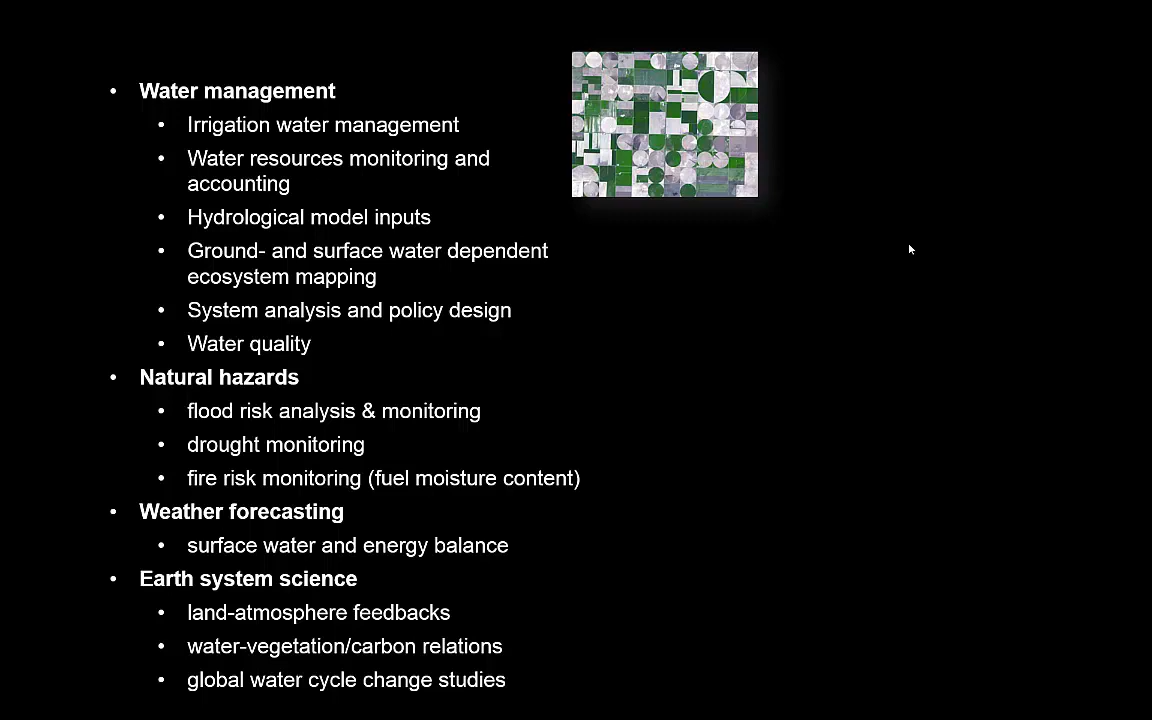 • Water management
• Irrigation water management
• Water resources monitoring and
accounting
• Hydrological model inputs
• Ground- and surface water dependent
ecosystem mapping
• System analysis and policy design
• Water quality
• Natural hazards
• flood risk analysis & monitoring
• drought monitoring
• fire risk monitoring (fuel moisture content)
• Weather forecasting
• surface water and energy balance
• Earth system science
• land-atmosphere feedbacks
• water-vegetation/carbon relations
• global water cycle change studies